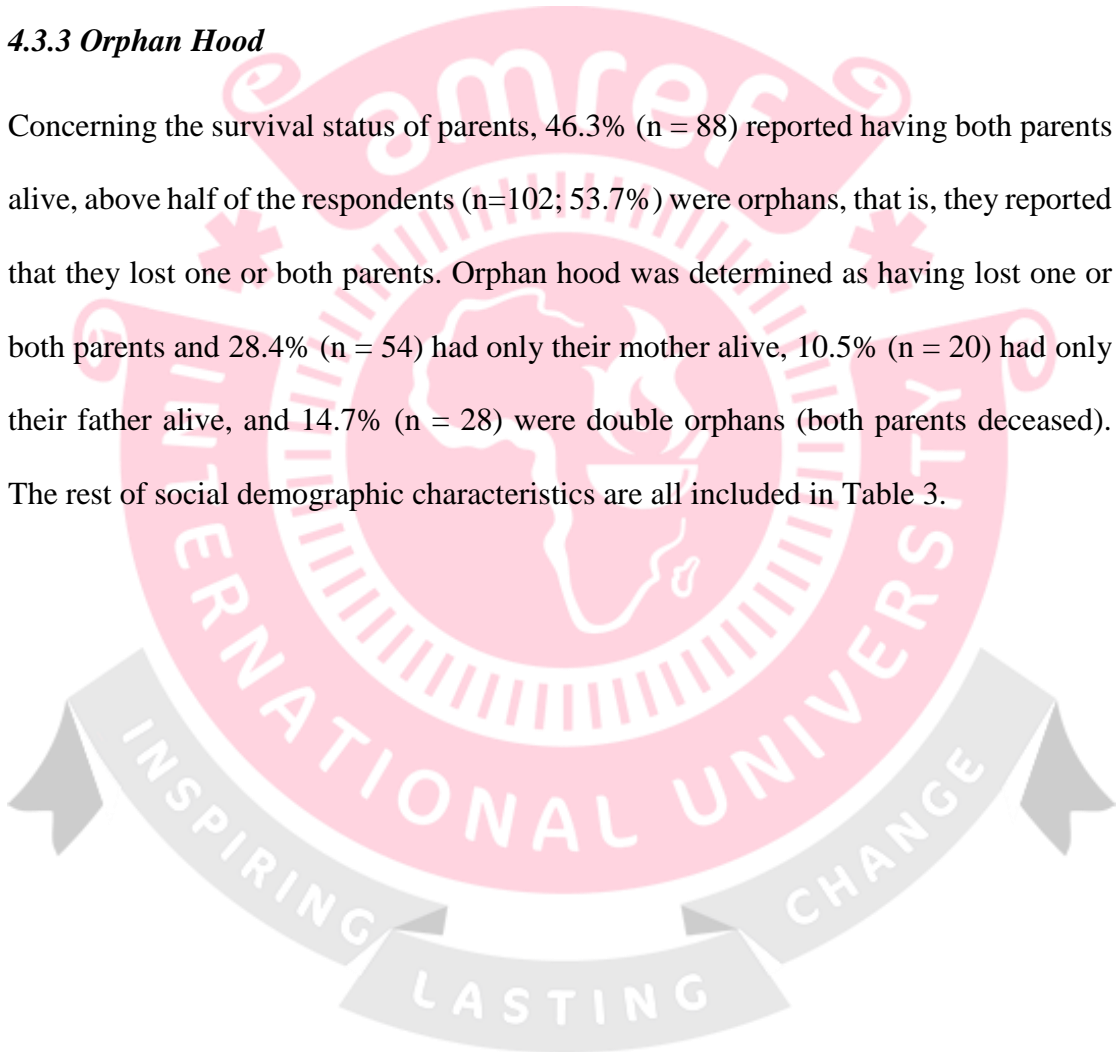 4.3.3 Orphan Hood
Concerning the survival status of parents, 46.3% (n = 88) reported having both parents
alive, above half of the respondents (n=102; 53.7%) were orphans, that is, they reported
that they lost one or both parents. Orphan hood was determined as having lost one or
both parents and 28.4% (n = 54) had only their mother alive, 10.5% (n = 20) had only
their father alive, and 14.7% (n = 28) were double orphans (both parents deceased).
The rest of social demographic characteristics are all included in Table 3.
amref
INTERNATIONAL UNIVERSITY
INSPIRING LASTING CHANGE